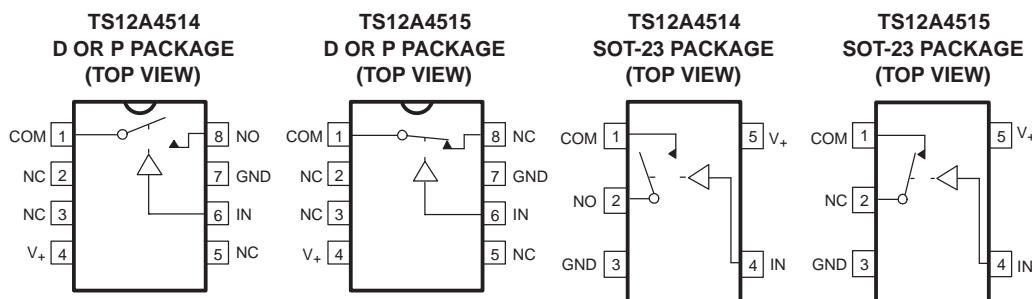 TS12A4514
D OR P PACKAGE
(TOP VIEW)
COM 1
NC 2
NC 3
V+ 4
8 NO
7 GND
6 IN
5 NC
TS12A4515
D OR P PACKAGE
(TOP VIEW)
COM 1
NC 2
NC 3
V+ 4
8 NC
7 GND
6 IN
5 NC
TS12A4514
SOT-23 PACKAGE
(TOP VIEW)
COM 1
NO 2
GND 3
5 V+
4 IN
TS12A4515
SOT-23 PACKAGE
(TOP VIEW)
COM 1
NC 2
GND 3
5 V+
4 IN